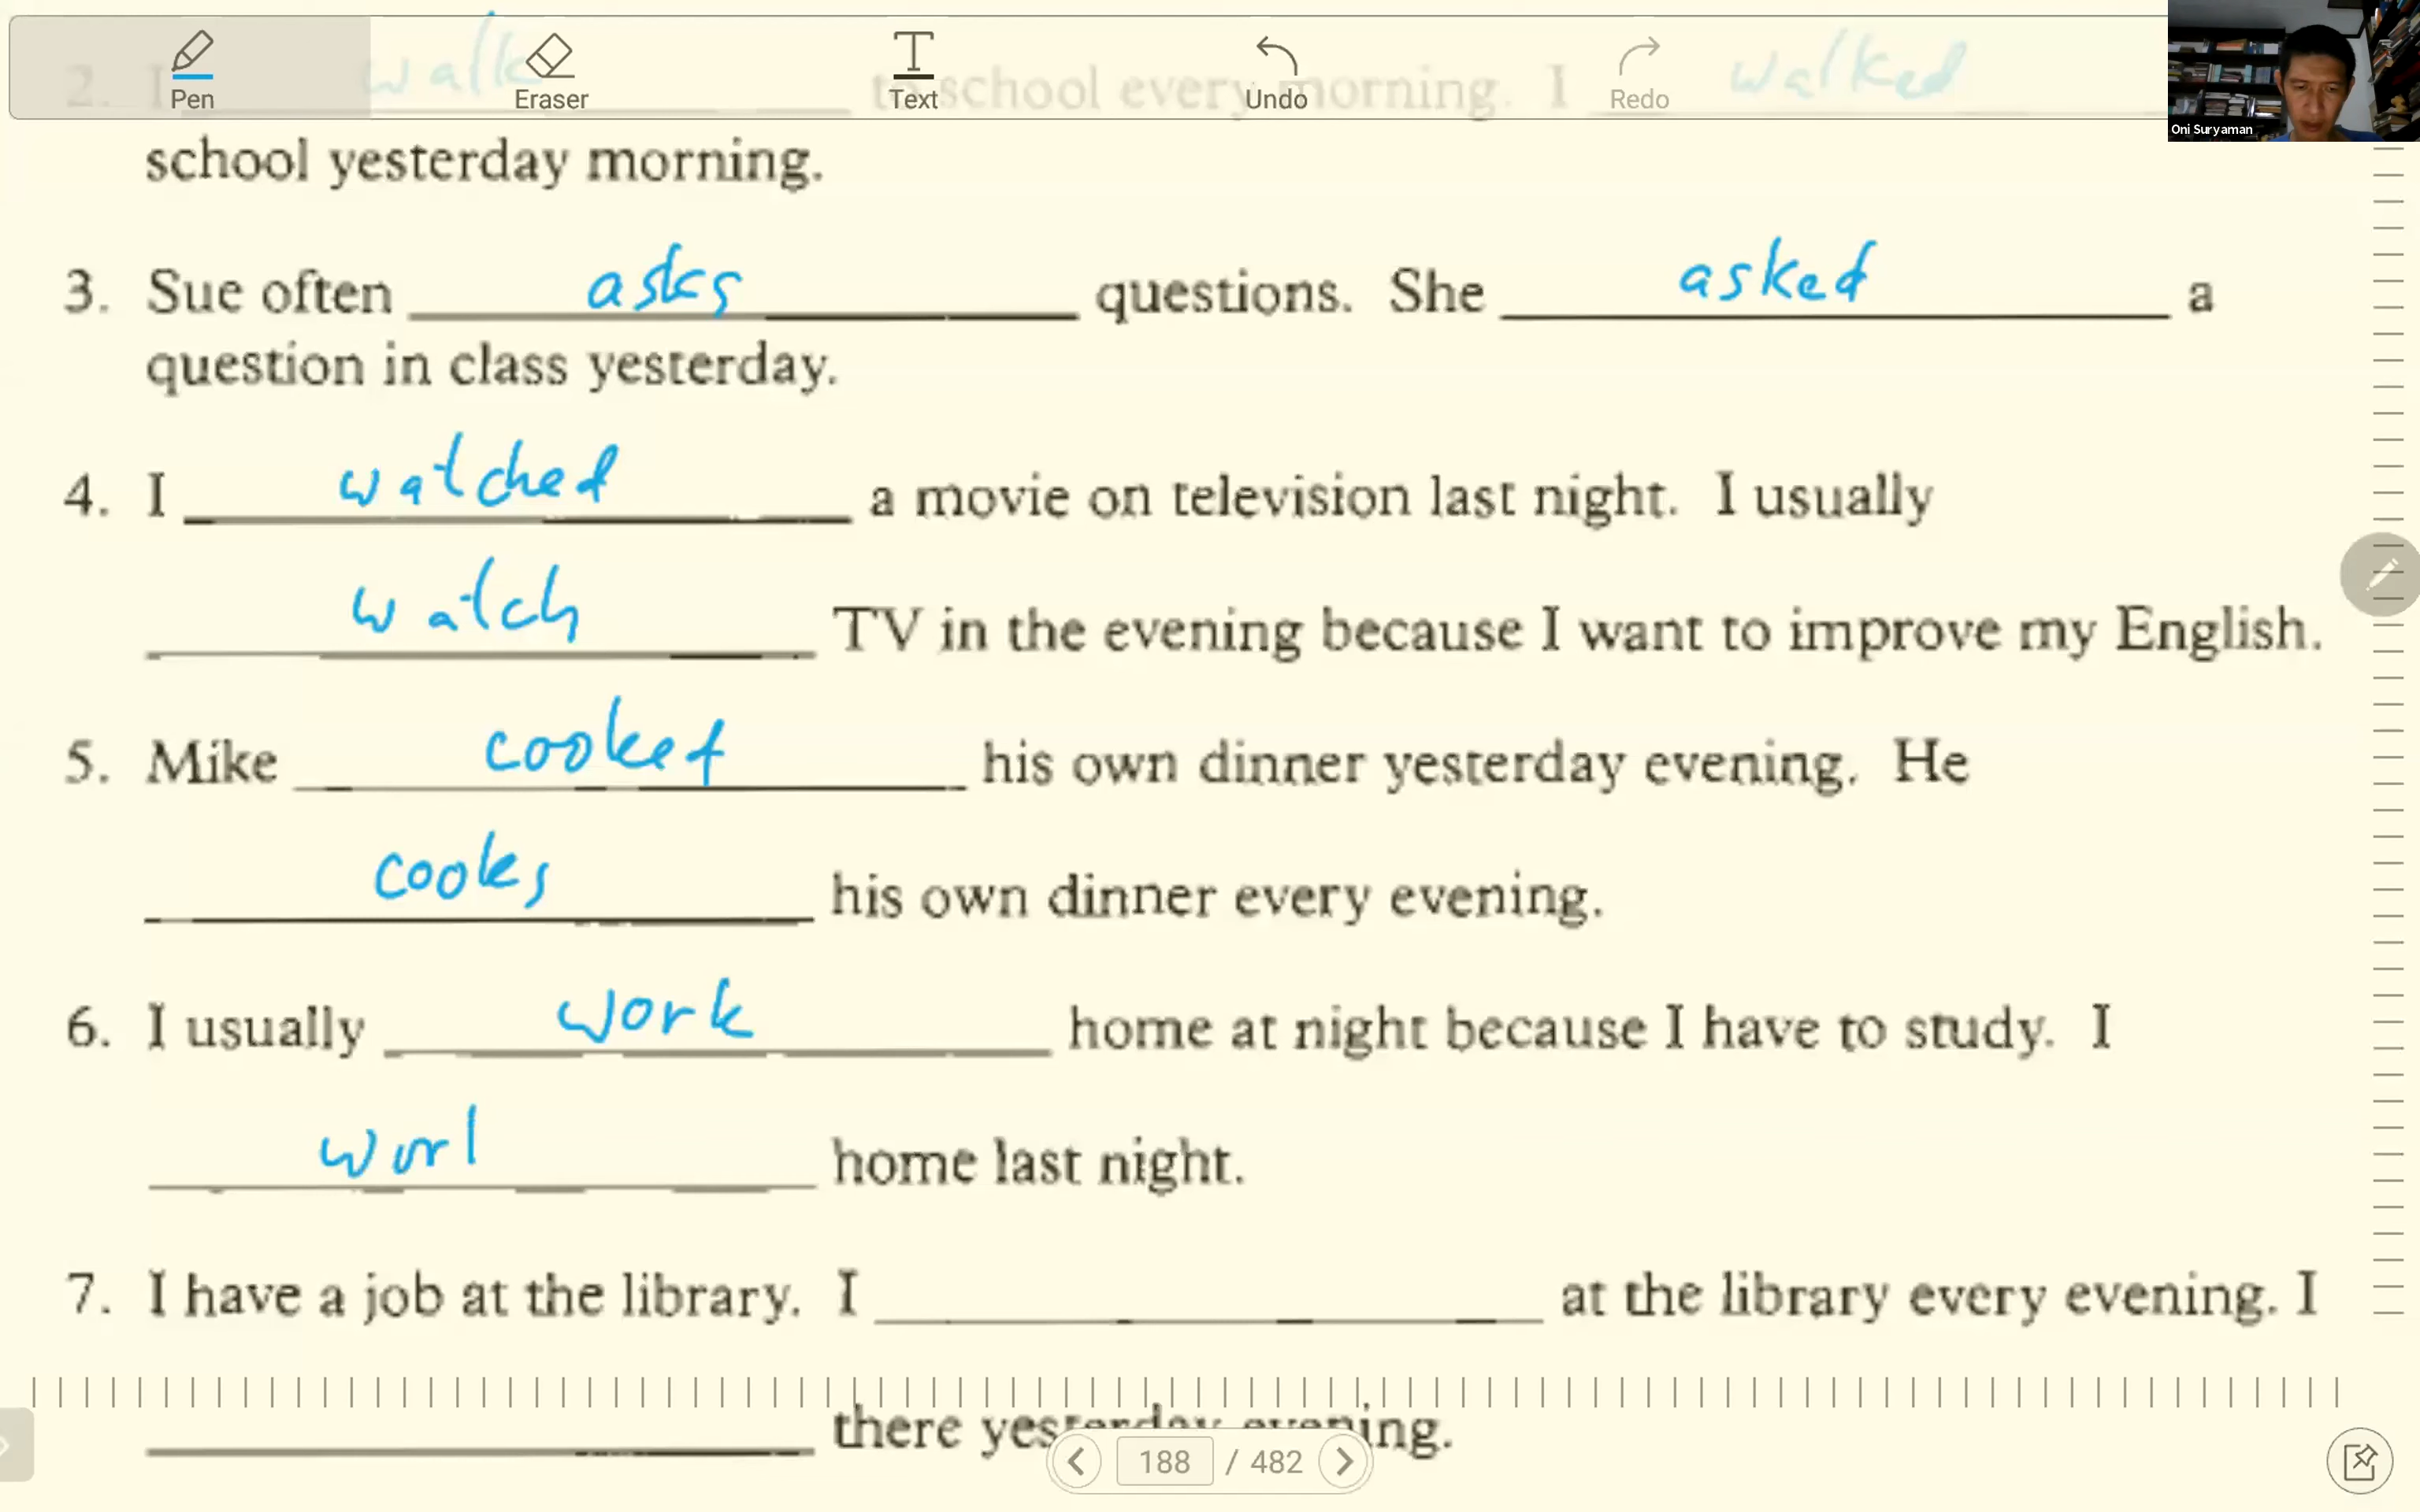 Pen Eraser Text Undo Redo
2. I walk to school every morning. I walked
Oni Suryaman
school yesterday morning.
3. Sue often asks questions. She asked a
question in class yesterday.
4. I watched a movie on television last night. I usually
watch TV in the evening because I want to improve my English.
5. Mike cooked his own dinner yesterday evening. He
cooks his own dinner every evening.
6. I usually work home at night because I have to study. I
worl home last night.
7. I have a job at the library. I at the library every evening. I
there yesterday evening.
188 / 482